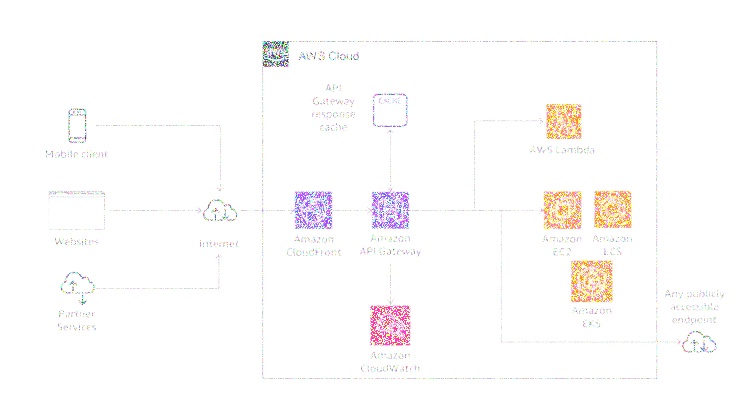 AWS Cloud
API
Gateway
response
cache
CACHE
Mobile client
AWS Lambda
Websites
Internet
Amazon
CloudFront
Amazon
API Gateway
Amazon
EC2
Amazon
ECS
Amazon
EKS
Partner
Services
Any publicly
accessible
endpoint
Amazon
CloudWatch